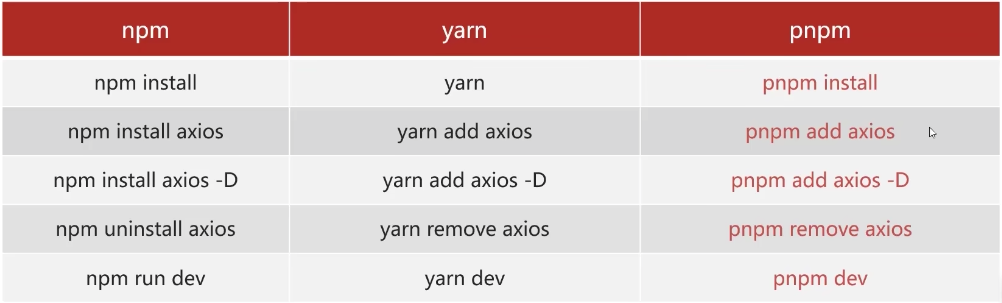 npm yarn pnpm
npm install yarn pnpm install
npm install axios yarn add axios pnpm add axios
npm install axios -D yarn add axios -D pnpm add axios -D
npm uninstall axios yarn remove axios pnpm remove axios
npm run dev yarn dev pnpm dev